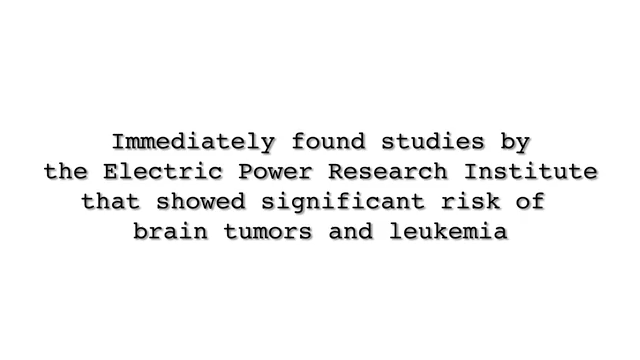 Immediately found studies by
the Electric Power Research Institute
that showed significant risk of
brain tumors and leukemia